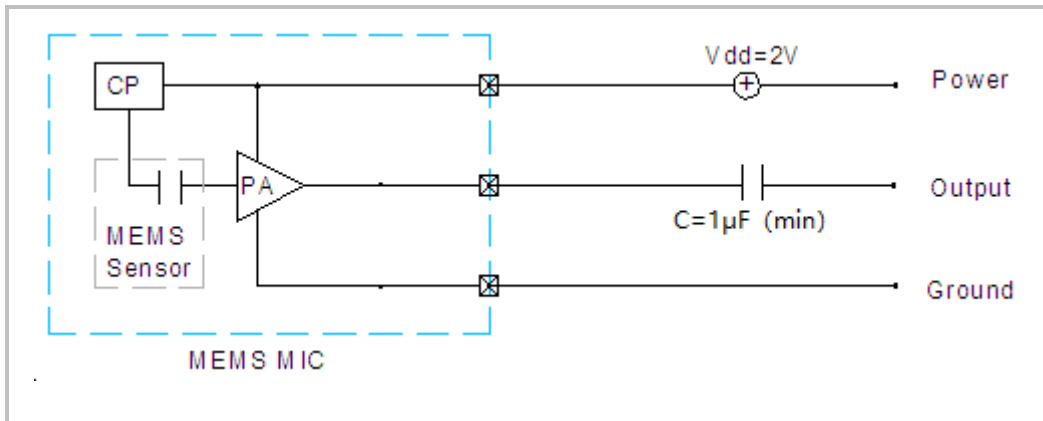 Vdd=2V
CP
Power
PA
Output
C=1μF (min)
MEMS
Sensor
Ground
MEMS MIC